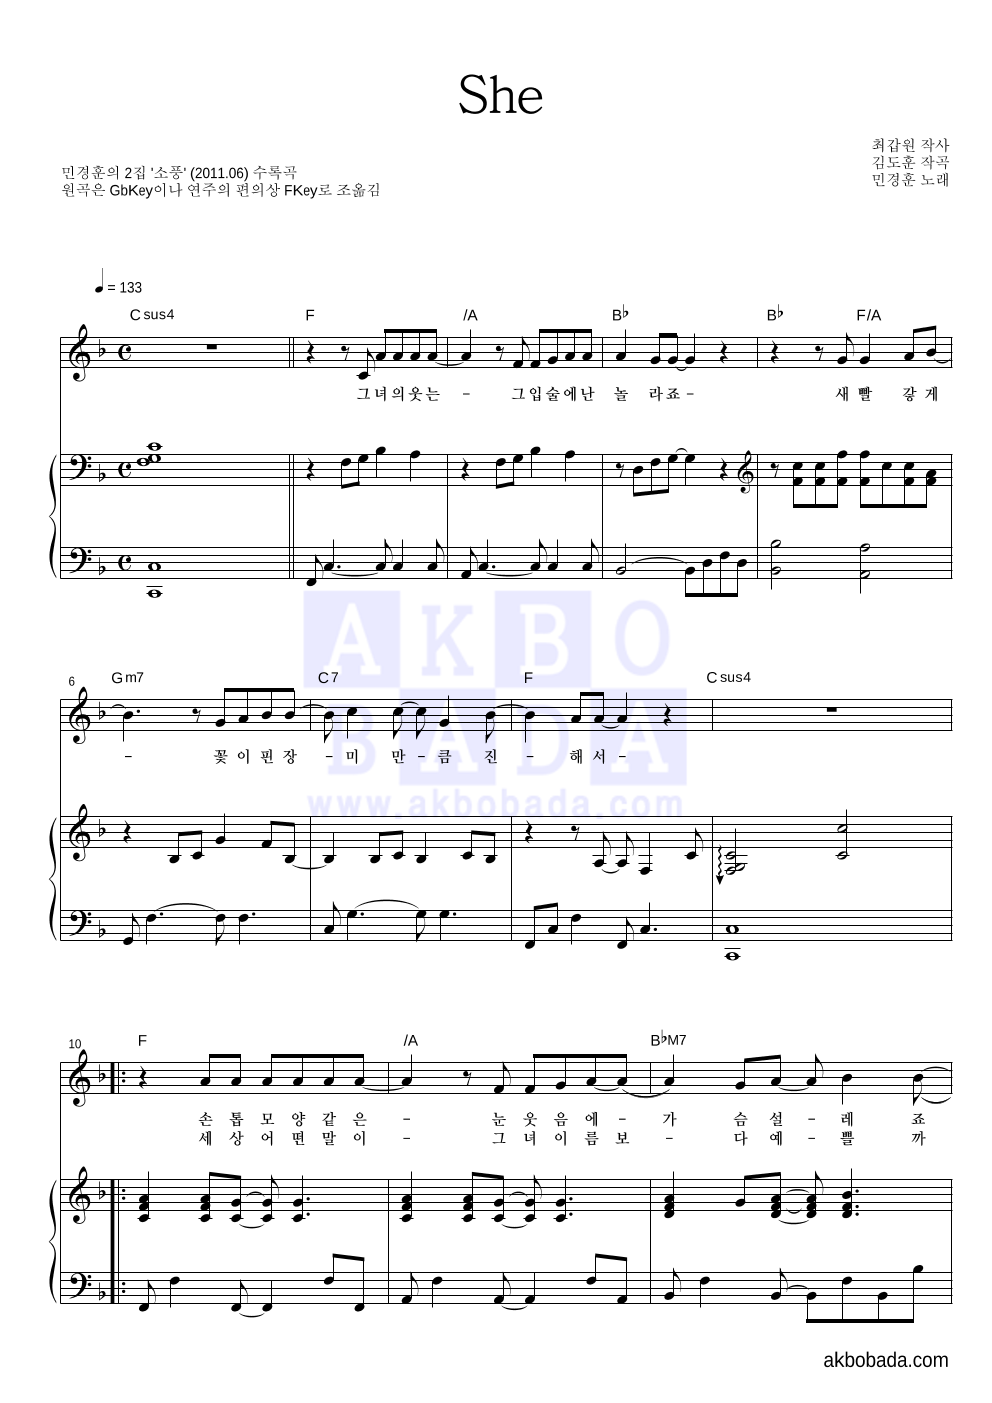 She
최갑원 작사
김도훈 작곡
민경훈 노래
민경훈의 2집 '소풍' (2011.06) 수록곡
원곡은 GbKey이나 연주의 편의상 FKey로 조옮김
♩ = 133
Csus4 F /A B♭ B♭ F/A
그녀의웃는 - 그입술에난 놀 라죠 - 새 빨 갛 게
AKBO
BADA
www.akbobada.com
6
Gm7 C7 F Csus4
- 꽃 이 핀 장 - 미 만 - 큼 진 - 해 서 -
10
F /A B♭M7
손 톱 모 양 같 은 - 눈 웃 음 에 - 가 슴 설 - 레 죠
세 상 어 떤 말 이 - 그 녀 이 름 보 - 다 예 - 쁠 까
akbobada.com